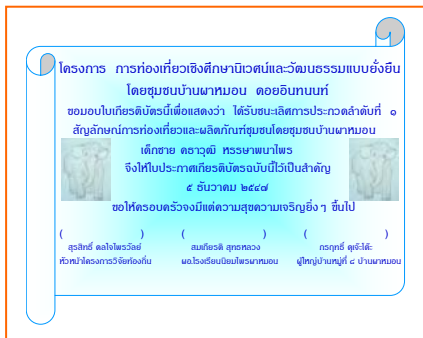 โครงการ การท่องเที่ยวเชิงศึกษานิเวศน์และวัฒนธรรมแบบยั่งยืน
โดยชุมชนบ้านผาหมอน ดอยอินทนนท์
ขอมอบใบเกียรติบัตรนี้เพื่อแสดงว่า ได้รับชนะเลิศการประกวดลำดับที่ ๑
สัญลักษณ์การท่องเที่ยวและผลิตภัณฑ์ชุมชนโดยชุมชนบ้านผาหมอน
เด็กชาย คธาวุฒิ หรรษาพนาไพร
จึงให้ใบประกาศเกียรติบัตรฉบับนี้ไว้เป็นสำคัญ
๕ ธันวาคม ๒๕๔๗
ขอให้ครอบครัวจงมีแต่ความสุขความเจริญยิ่ง ๆ ขึ้นไป
( ) ( ) ( )
สุรสิทธิ์ ดลใจไพรวัลย์ สมเกียรติ สุทธหลวง กรฤทธิ์ ตุเจ๊ะโต๊ะ
หัวหน้าโครงการวิจัยท้องถิ่น ผอ.โรงเรียนนิยมไพรผาหมอน ผู้ใหญ่บ้านหมู่ที่ ๘ บ้านผาหมอน